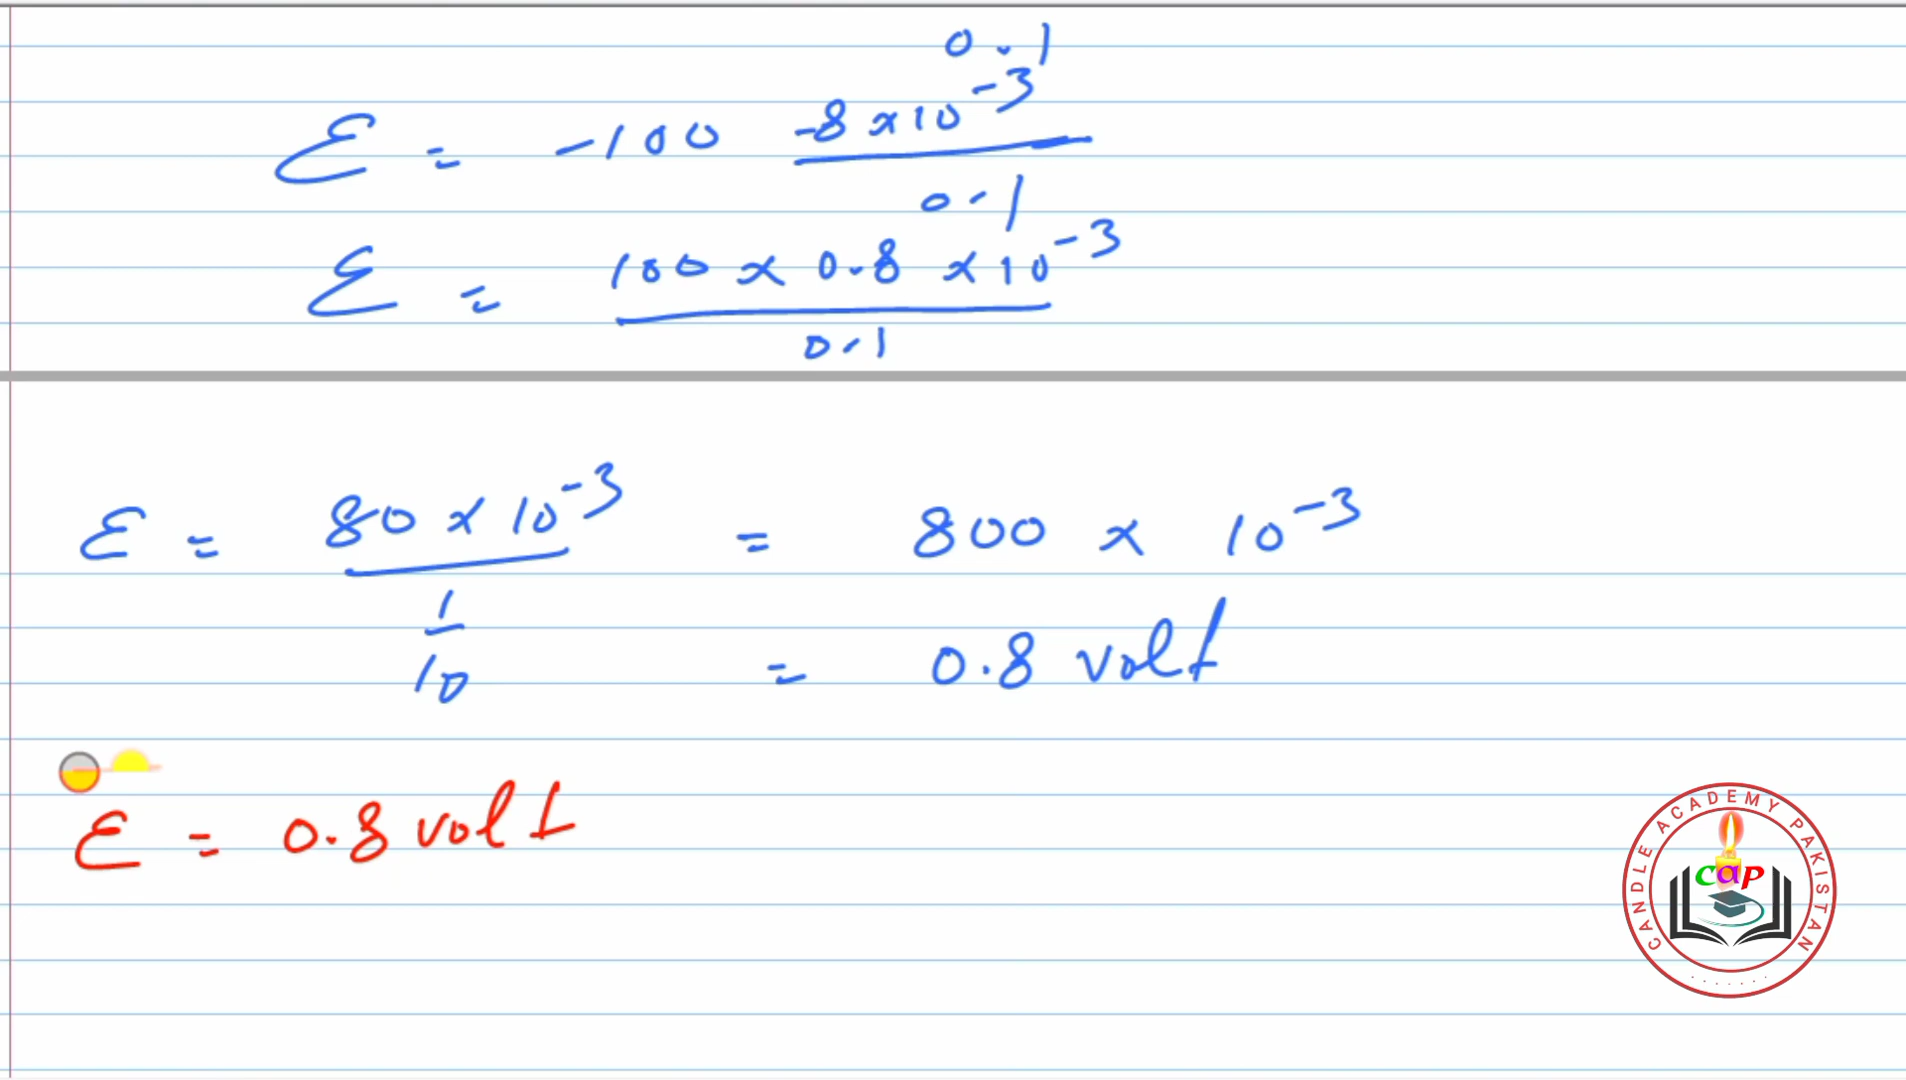 0.1
ε = -100 -8 x 10^-3
0.1
ε = 100 x 0.8 x 10^-3
0.1
ε = 80 x 10^-3 = 800 x 10^-3
1
10 = 0.8 volt
ε = 0.8 volt
CANDLE ACADEMY PAKISTAN
CaP